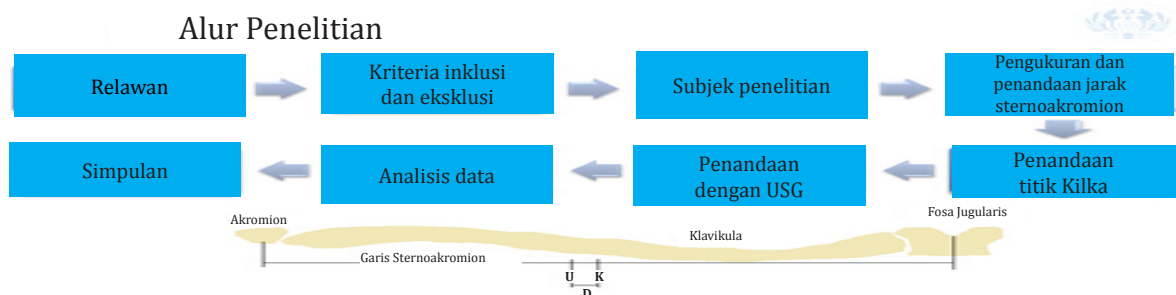 Alur Penelitian
Relawan
Kriteria inklusi
dan eksklusi
Subjek penelitian
Pengukuran dan
penandaan jarak
sternoakromion
Penandaan
titik Kilka
Penandaan
dengan USG
Analisis data
Simpulan
Akromion
Fosa Jugularis
Klavikula
Garis Sternoakromion
U K
D